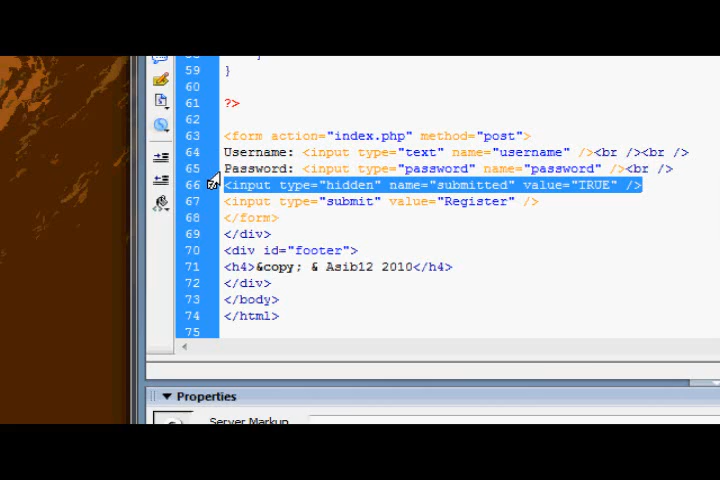 59 }
60
61 ?>
62
63 <form action="index.php" method="post">
64 Username: <input type="text" name="username" /><br /><br />
65 Password: <input type="password" name="password" /><br />
66 <input type="hidden" name="submitted" value="TRUE" />
67 <input type="submit" value="Register" />
68 </form>
69 </div>
70 <div id="footer">
71 <h4>&copy; & Asib12 2010</h4>
72 </div>
73 </body>
74 </html>
75
Properties
Server Markup